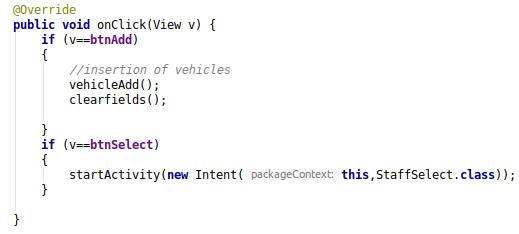 @Override
public void onClick(View v) {
if (v==btnAdd)
{
//insertion of vehicles
vehicleAdd();
clearfields();
}
if (v==btnSelect)
{
startActivity(new Intent( packageContext: this,StaffSelect.class));
}
}